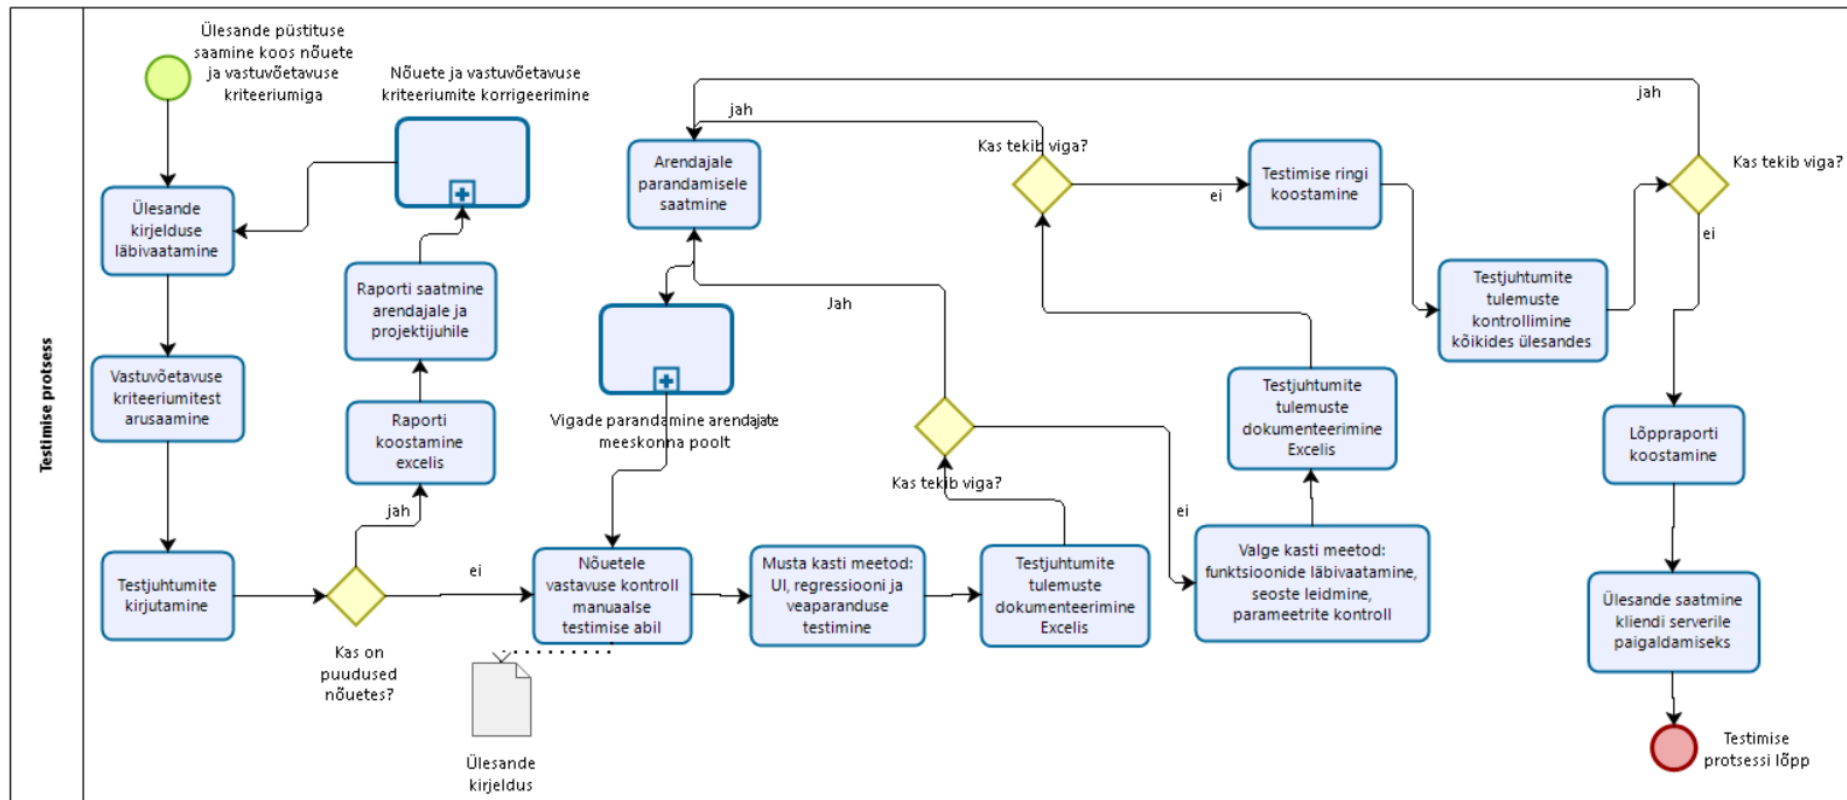 Testimise protsess
Ülesande püstituse
saamine koos nõuete
ja vastuvõetavuse
kriteeriumiga
Nõuete ja vastuvõetavuse
kriteeriumite korrigeerimine
Ülesande
kirjelduse
läbivaatamine
Raporti saatmine
arendajale ja
projektijuhile
Vastuvõetavuse
kriteeriumitest
arusaamine
Raporti
koostamine
excelis
jah
Testjuhtumite
kirjutamine
Kas on
puudused
nõuetes?
ei
Nõuetele
vastavuse kontroll
manuaalse
testimise abil
Ülesande
kirjeldus
Arendajale
parandamisele
saatmine
Vigade parandamine arendajate
meeskonna poolt
Musta kasti meetod:
UI, regressiooni ja
veaparanduse
testimine
Testjuhtumite
tulemuste
dokumenteerimine
Excelis
Kas tekib viga?
Jah
ei
Valge kasti meetod:
funktsioonide läbivaatamine,
seoste leidmine,
parameetrite kontroll
Testjuhtumite
tulemuste
dokumenteerimine
Excelis
Kas tekib viga?
jah
ei
Testimise ringi
koostamine
Testjuhtumite
tulemuste
kontrollimine
kõikides ülesandes
Kas tekib viga?
jah
ei
Lõppraporti
koostamine
Ülesande saatmine
kliendi serverile
paigaldamiseks
Testimise
protsessi lõpp